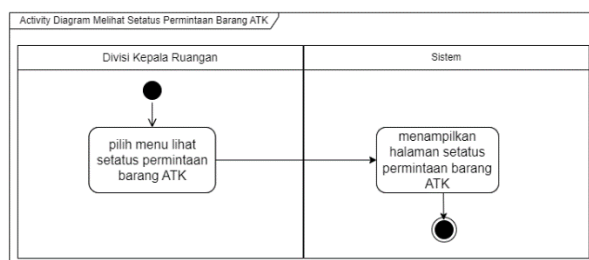 Activity Diagram Melihat Setatus Permintaan Barang ATK
Divisi Kepala Ruangan
Sistem
pilih menu lihat
setatus permintaan
barang ATK
menampilkan
halaman setatus
permintaan barang
ATK